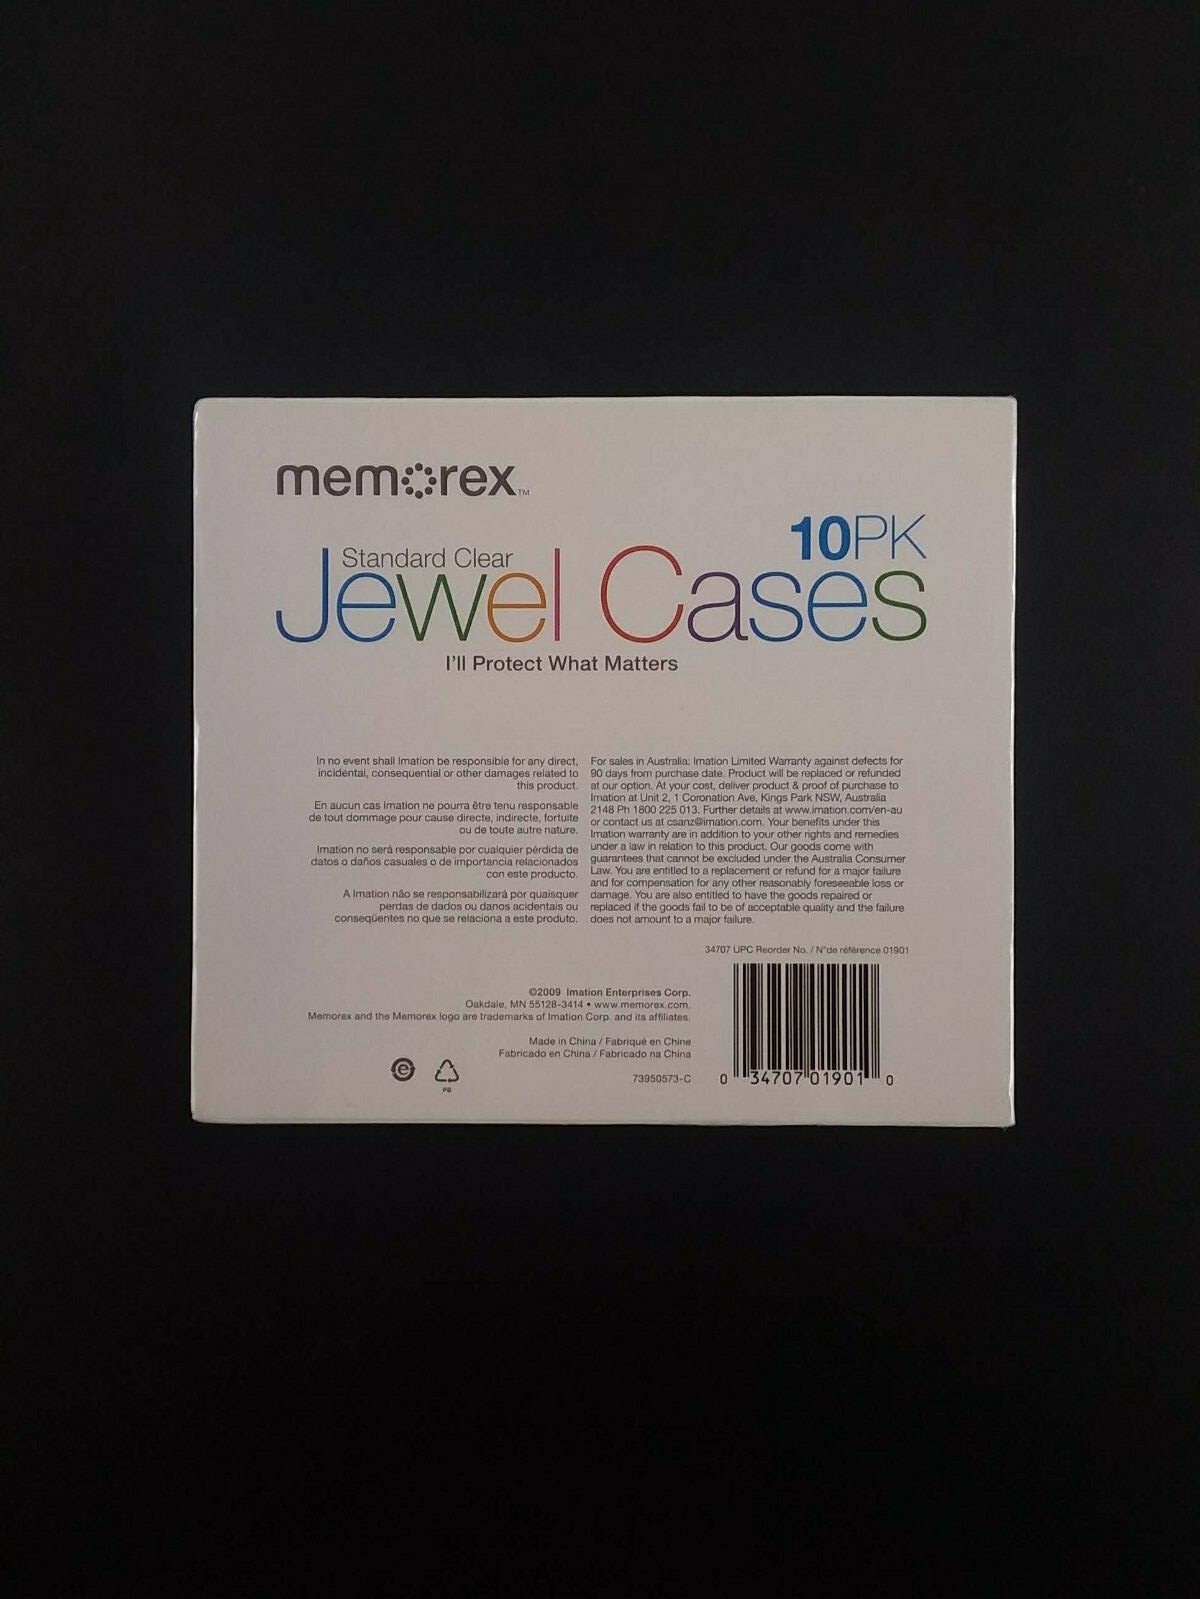 memorex™
10PK
Standard Clear
Jewel Cases
I'll Protect What Matters
In no event shall Imation be responsible for any direct,
incidental, consequential or other damages related to
this product.
En aucun cas Imation ne pourra être tenu responsable
de tout dommage pour cause directe, indirecte, fortuite
ou de toute autre nature.
Imation no será responsable por cualquier pérdida de
datos o daños casuales o de importancia relacionados
con este producto.
A Imation não se responsabilizará por quaisquer
perdas de dados ou danos acidentais ou
conseqüentes no que se relaciona a este produto.
For sales in Australia: Imation Limited Warranty against defects for
90 days from purchase date. Product will be replaced or refunded
at our option. At your cost, deliver product & proof of purchase to
Imation at Unit 2, 1 Coronation Ave, Kings Park NSW, Australia
2148 Ph 1800 225 013. Further details at www.imation.com/en-au
or contact us at csanz@imation.com. Your benefits under this
Imation warranty are in addition to your other rights and remedies
under a law in relation to this product. Our goods come with
guarantees that cannot be excluded under the Australia Consumer
Law. You are entitled to a replacement or refund for a major failure
and for compensation for any other reasonably foreseeable loss or
damage. You are also entitled to have the goods repaired or
replaced if the goods fail to be of acceptable quality and the failure
does not amount to a major failure.
34707 UPC Reorder No. / N°de référence 01901
©2009 Imation Enterprises Corp.
Oakdale, MN 55128-3414 • www.memorex.com.
Memorex and the Memorex logo are trademarks of Imation Corp. and its affiliates.
Made in China / Fabriqué en Chine
Fabricado en China / Fabricado na China
73950573-C
e
PB
0 34707 01901 0